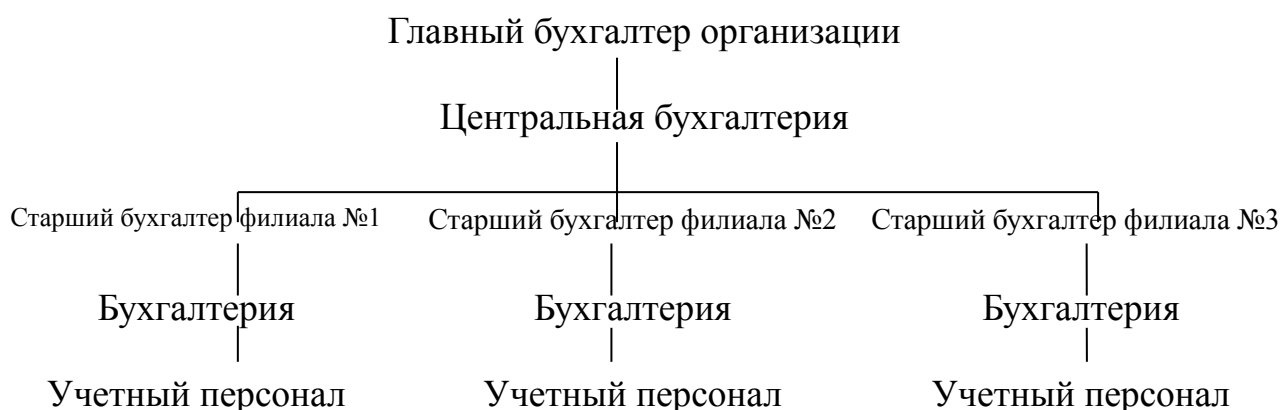 Главный бухгалтер организации
Центральная бухгалтерия
Старший бухгалтер филиала №1 Старший бухгалтер филиала №2 Старший бухгалтер филиала №3
Бухгалтерия Бухгалтерия Бухгалтерия
Учетный персонал Учетный персонал Учетный персонал